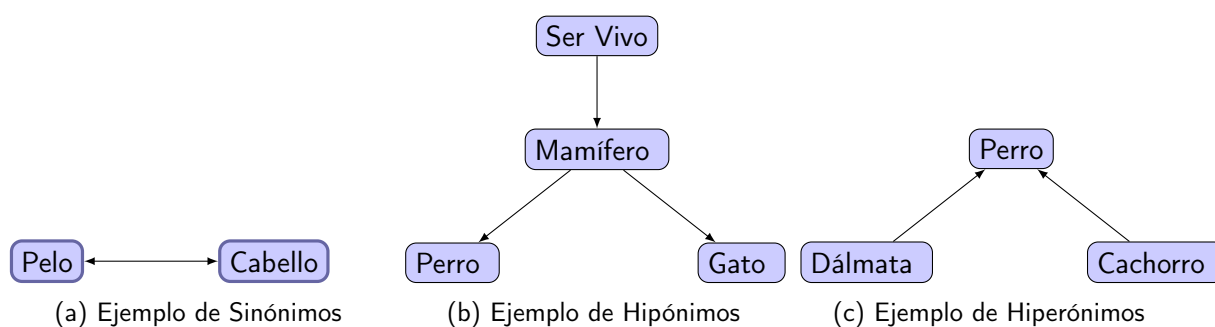 Ser Vivo
Mamífero
Perro
Pelo
Cabello
Perro
Gato
Dálmata
Cachorro
(a) Ejemplo de Sinónimos
(b) Ejemplo de Hipónimos
(c) Ejemplo de Hiperónimos